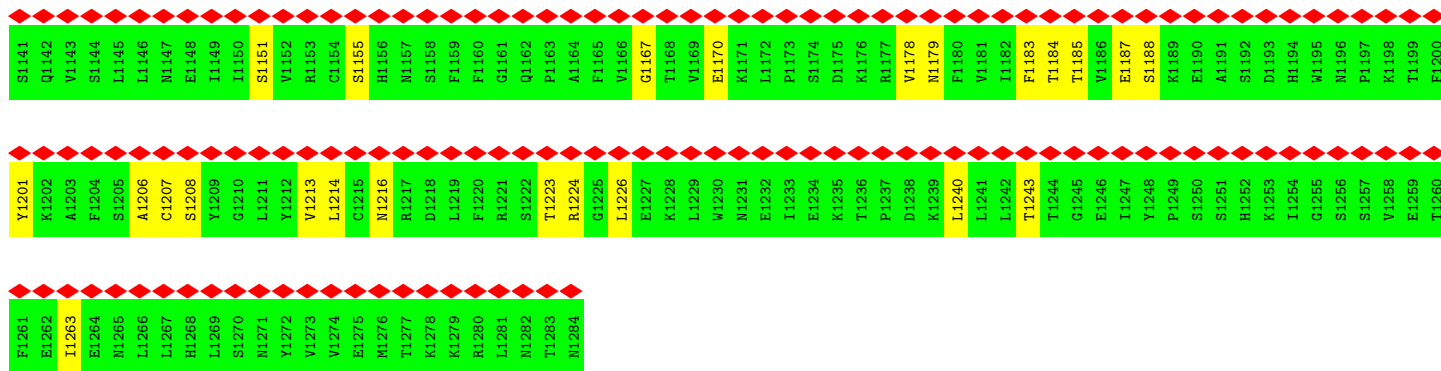 S1141 Q1142 V1143 S1144 L1145 L1146 N1147 E1148 I1149 I1150 S1151 V1152 R1153 C1154 S1155 H1156 N1157 S1158 F1159 F1160 G1161 Q1162 P1163 A1164 F1165 V1166 G1167 T1168 V1169 E1170 K1171 L1172 P1173 S1174 D1175 K1176 R1177 V1178 N1179 F1180 V1181 I1182 F1183 T1184 T1185 V1186 E1187 S1188 K1189 E1190 A1191 S1192 D1193 H1194 W1195 N1196 P1197 K1198 T1199 F1200
Y1201 K1202 A1203 F1204 S1205 A1206 C1207 S1208 Y1209 G1210 L1211 Y1212 V1213 L1214 C1215 N1216 R1217 D1218 L1219 F1220 R1221 S1222 T1223 R1224 G1225 L1226 E1227 K1228 L1229 W1230 N1231 E1232 I1233 E1234 K1235 T1236 P1237 D1238 K1239 L1240 L1241 L1242 T1243 T1244 G1245 E1246 I1247 Y1248 P1249 S1250 S1251 H1252 K1253 I1254 G1255 S1256 S1257 V1258 E1259 T1260
F1261 E1262 I1263 E1264 N1265 L1266 L1267 H1268 L1269 S1270 N1271 Y1272 V1273 V1274 E1275 M1276 T1277 K1278 K1279 R1280 L1281 N1282 T1283 N1284